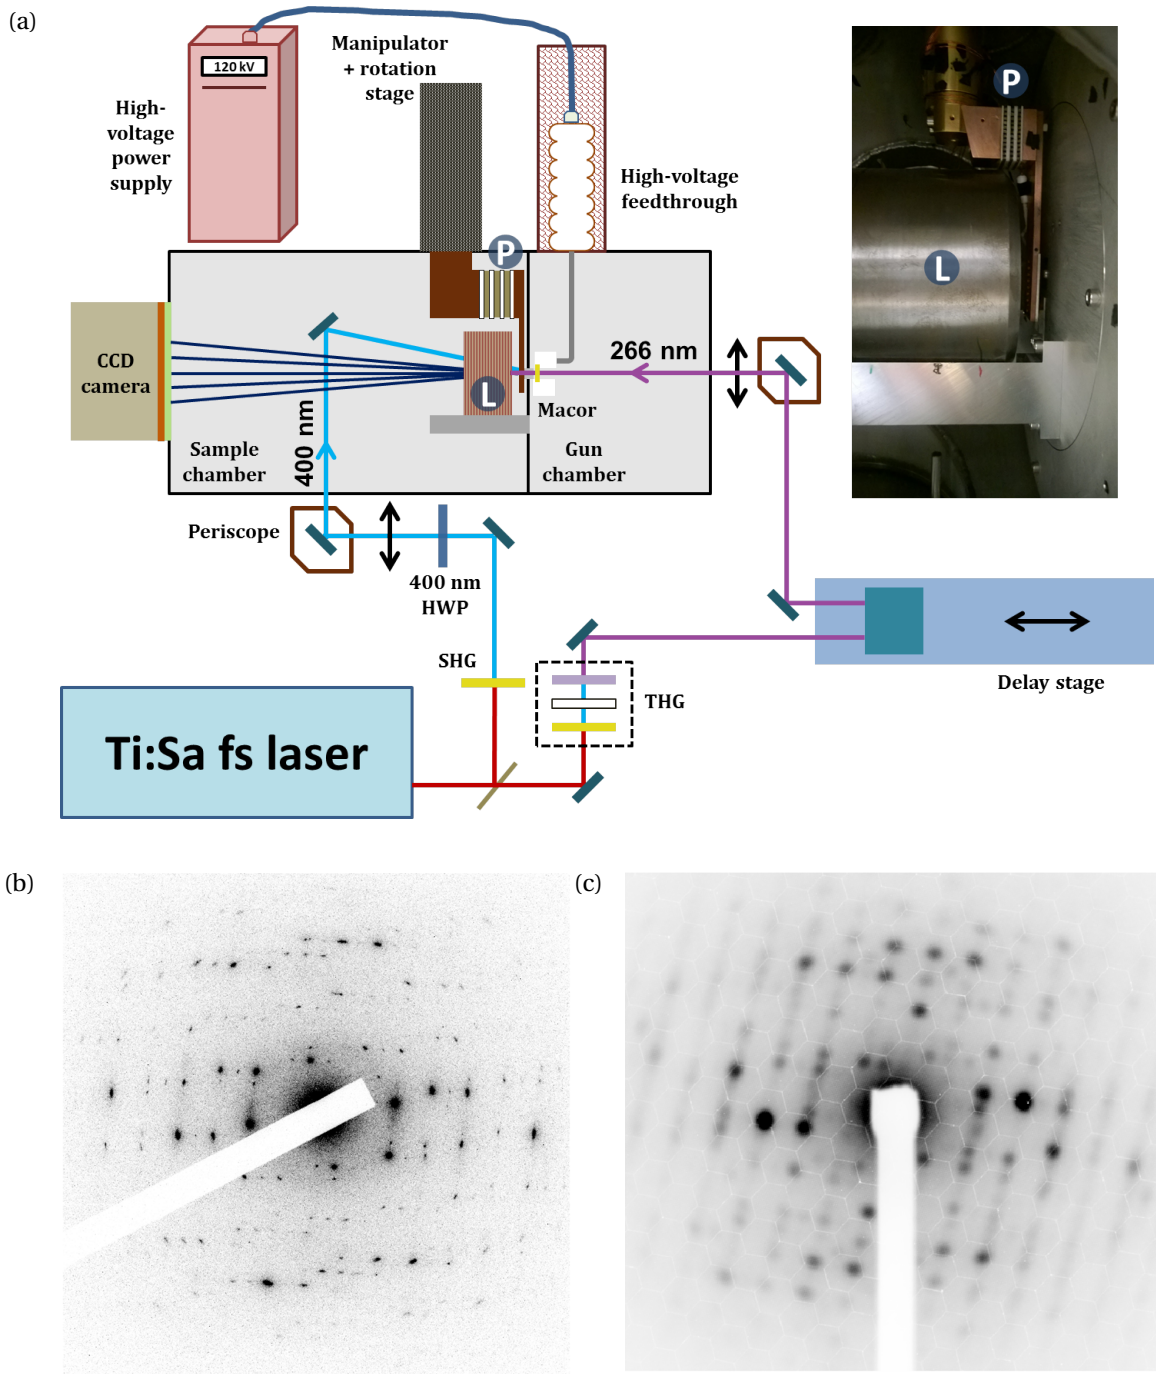 (a)
120 kV
High-
voltage
power
supply
Manipulator
+ rotation
stage
High-voltage
feedthrough
P
L
P
CCD
camera
L
266 nm
Macor
400 nm
Sample
chamber
Gun
chamber
Periscope
400 nm
HWP
SHG
THG
Delay stage
Ti:Sa fs laser
(b)
(c)